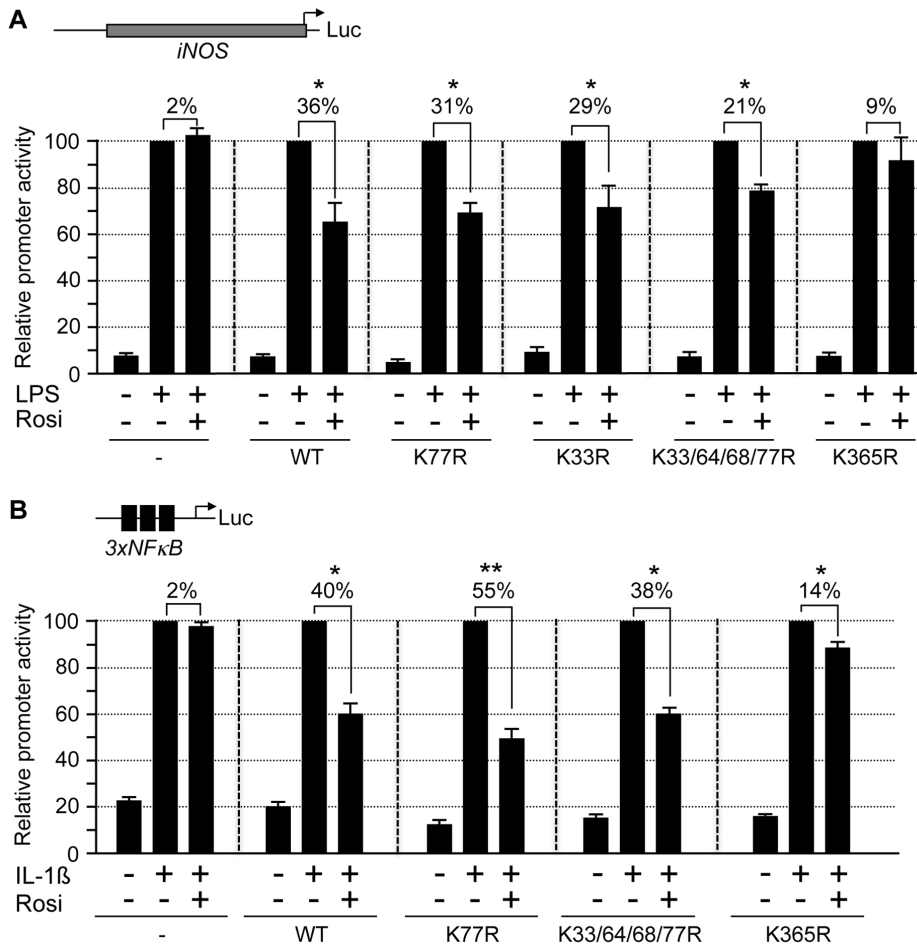 A
Luc
iNOS
* * * *
2% 36% 31% 29% 21% 9%
Relative promoter activity
100
80
60
40
20
0
LPS - + + - + + - + + - + + - + + - + +
Rosi - - + - - + - - + - - + - - + - - +
- WT K77R K33R K33/64/68/77R K365R
B
Luc
3xNFκB
* ** * *
2% 40% 55% 38% 14%
Relative promoter activity
100
80
60
40
20
0
IL-1ß - + + - + + - + + - + + - + +
Rosi - - + - - + - - + - - + - - +
- WT K77R K33/64/68/77R K365R